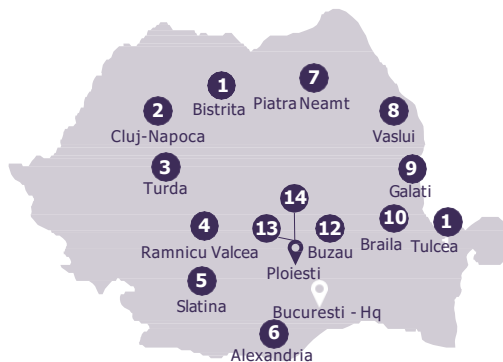 1
Bistrita
7
Piatra Neamt
2
Cluj-Napoca
8
Vaslui
3
Turda
9
Galati
14
4
Ramnicu Valcea
13
12
Buzau
10
Braila
1
Tulcea
Ploiesti
5
Slatina
Bucuresti - Hq
6
Alexandria